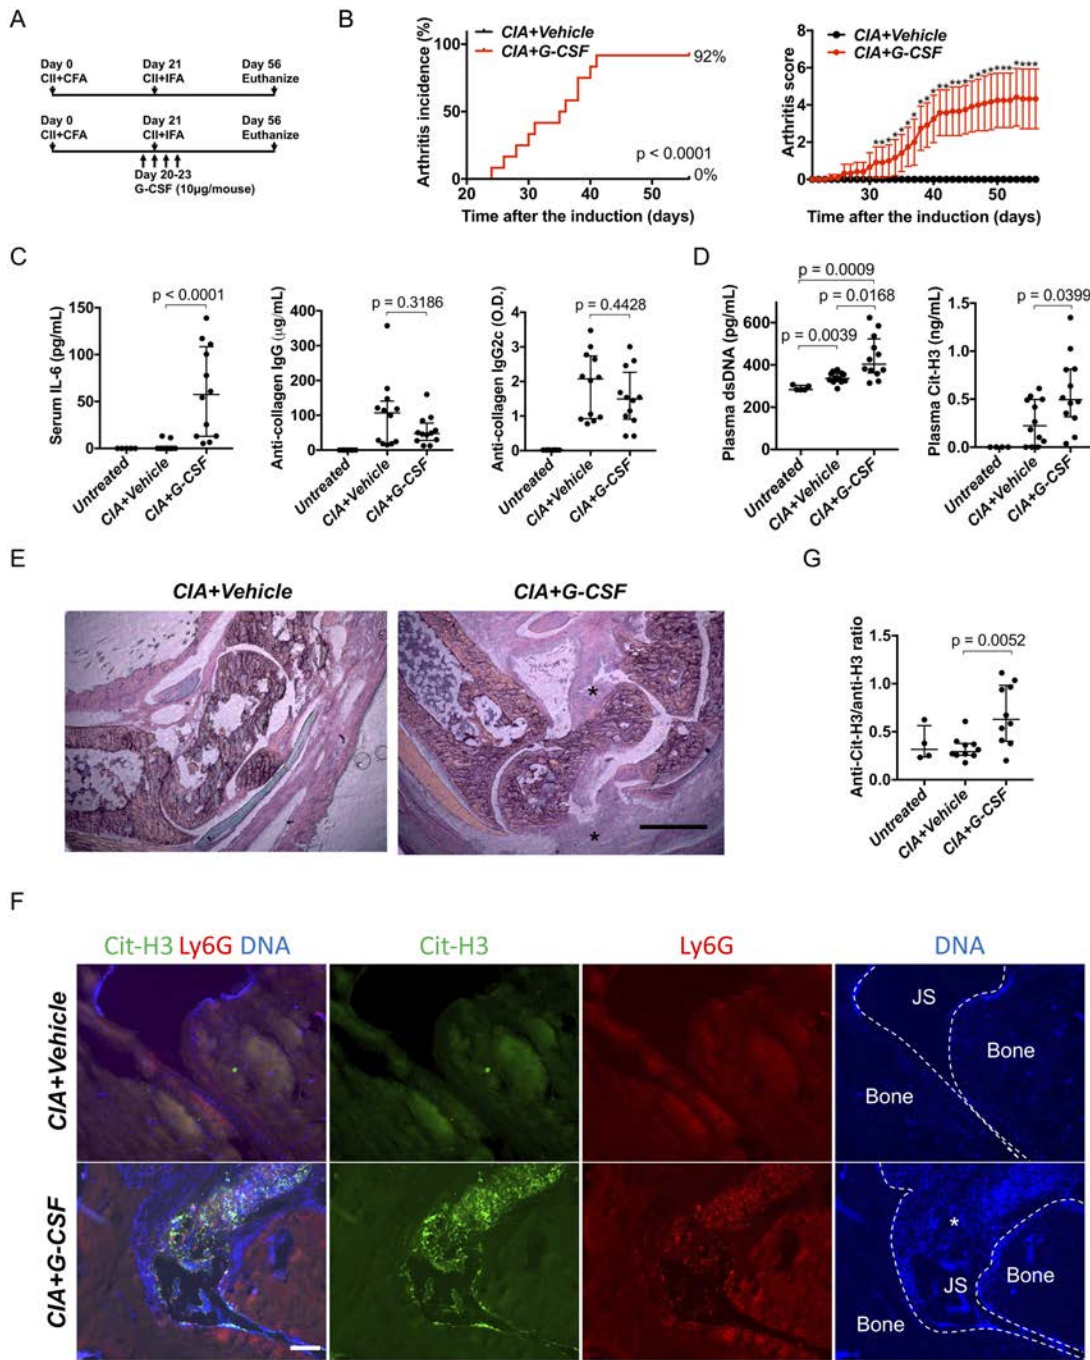 A
Day 0
CII+CFA
Day 21
CII+IFA
Day 56
Euthanize
Day 0
CII+CFA
Day 21
CII+IFA
Day 56
Euthanize
Day 20-23
G-CSF (10μg/mouse)
B
Arthritis incidence (%)
100
50
0
20
30
40
50
CIA+Vehicle
CIA+G-CSF
92%
p < 0.0001
0%
Time after the induction (days)
Arthritis score
8
6
4
2
0
30
40
50
CIA+Vehicle
CIA+G-CSF
Time after the induction (days)
C
Serum IL-6 (pg/mL)
150
100
50
0
p < 0.0001
Untreated
CIA+Vehicle
CIA+G-CSF
Anti-collagen IgG (μg/mL)
400
300
200
100
0
p = 0.3186
Untreated
CIA+Vehicle
CIA+G-CSF
Anti-collagen IgG2c (O.D.)
4
3
2
1
0
p = 0.4428
Untreated
CIA+Vehicle
CIA+G-CSF
D
Plasma dsDNA (pg/mL)
600
400
200
0
p = 0.0009
p = 0.0168
p = 0.0039
Untreated
CIA+Vehicle
CIA+G-CSF
Plasma Cit-H3 (ng/mL)
1.5
1.0
0.5
0.0
p = 0.0399
Untreated
CIA+Vehicle
CIA+G-CSF
E
CIA+Vehicle
CIA+G-CSF
*
*
G
Anti-Cit-H3/anti-H3 ratio
1.5
1.0
0.5
0.0
p = 0.0052
Untreated
CIA+Vehicle
CIA+G-CSF
F
Cit-H3 Ly6G DNA
Cit-H3
Ly6G
DNA
CIA+Vehicle
JS
Bone
Bone
CIA+G-CSF
*
JS
Bone
Bone